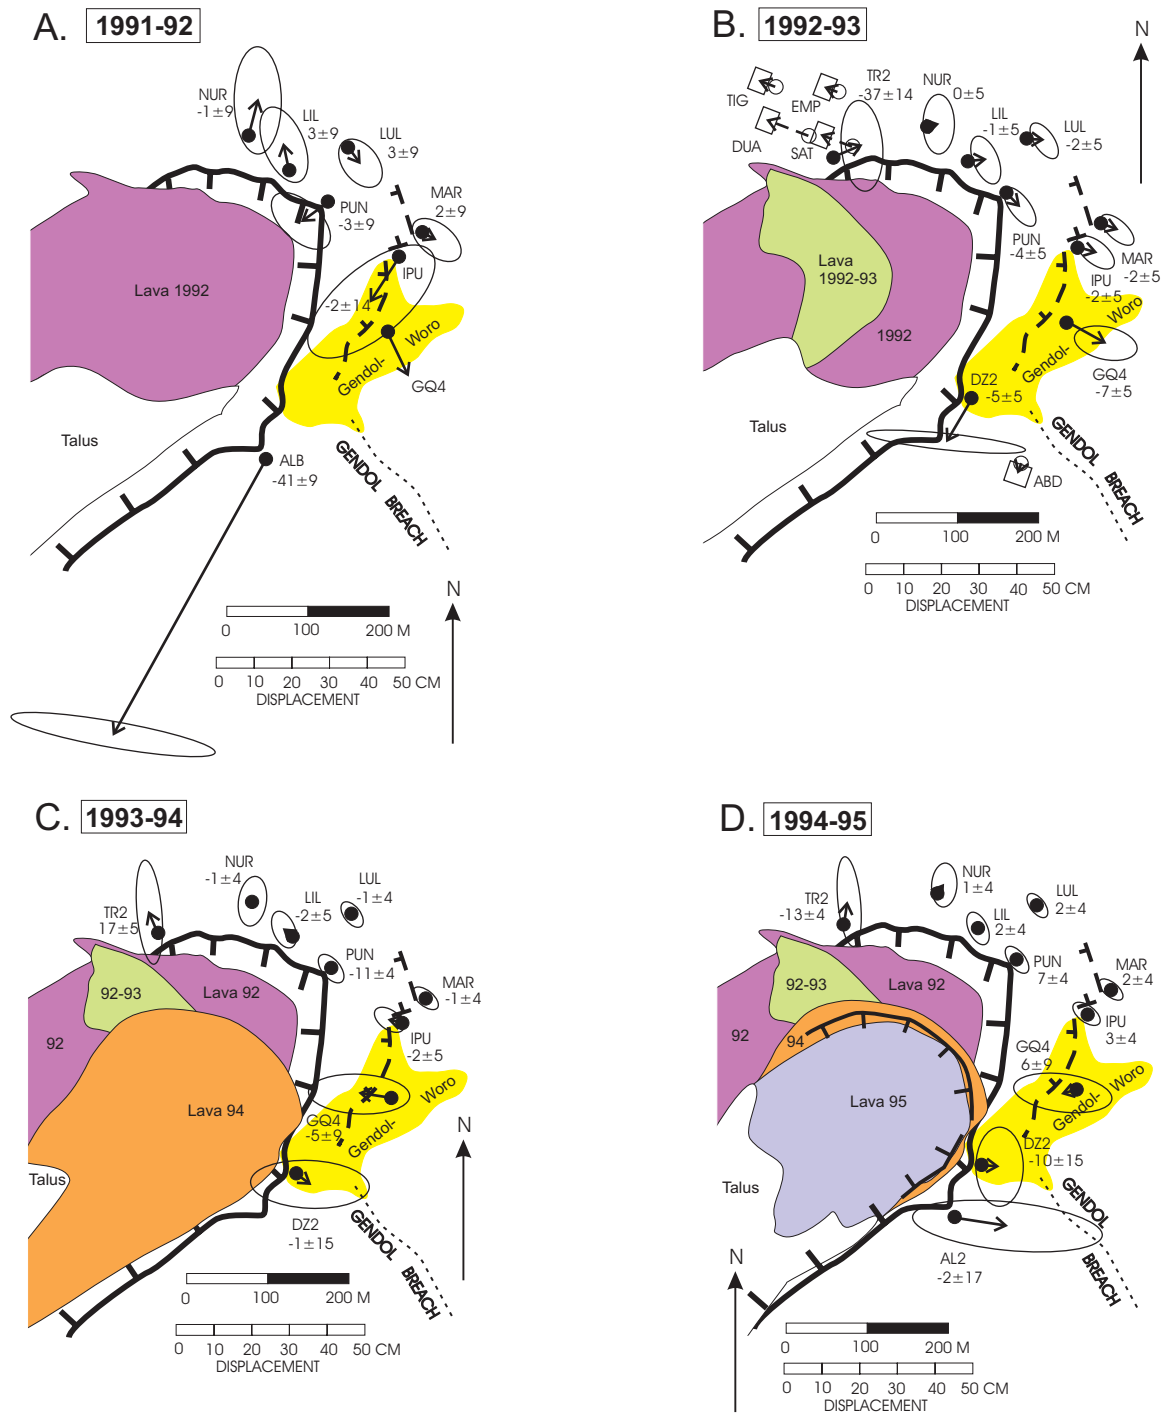 A. 1991-92
NUR
-1±9
LIL
3±9
LUL
3±9
MAR
2±9
PUN
-3±9
IPU
-2±14
Lava 1992
Woro
Gendol-
GQ4
Talus
ALB
-41±9
GENDOL
BREACH
N
0 100 200 M
0 10 20 30 40 50 CM
DISPLACEMENT
B. 1992-93
N
TR2
-37±14
NUR
0±5
TIG
EMP
LIL
-1±5
LUL
-2±5
DUA
SAT
PUN
-4±5
MAR
-2±5
IPU
-2±5
Lava
1992-93
1992
Woro
Gendol-
GQ4
-7±5
DZ2
-5±5
Talus
ABD
GENDOL
BREACH
0 100 200 M
0 10 20 30 40 50 CM
DISPLACEMENT
C. 1993-94
NUR
-1±4
LUL
-1±4
LIL
-2±5
TR2
17±5
PUN
-11±4
MAR
-1±4
92-93
Lava 92
IPU
-2±5
92
Woro
Lava 94
GQ4
-5±9
Gendol-
Talus
DZ2
-1±15
GENDOL
BREACH
N
0 100 200 M
0 10 20 30 40 50 CM
DISPLACEMENT
D. 1994-95
NUR
1±4
LUL
2±4
TR2
-13±4
LIL
2±4
PUN
7±4
MAR
2±4
92-93
Lava 92
IPU
3±4
92
94
GQ4
6±9
Woro
Gendol-
Lava 95
DZ2
-10±15
Talus
GENDOL
BREACH
AL2
-2±17
N
0 100 200 M
0 10 20 30 40 50 CM
DISPLACEMENT